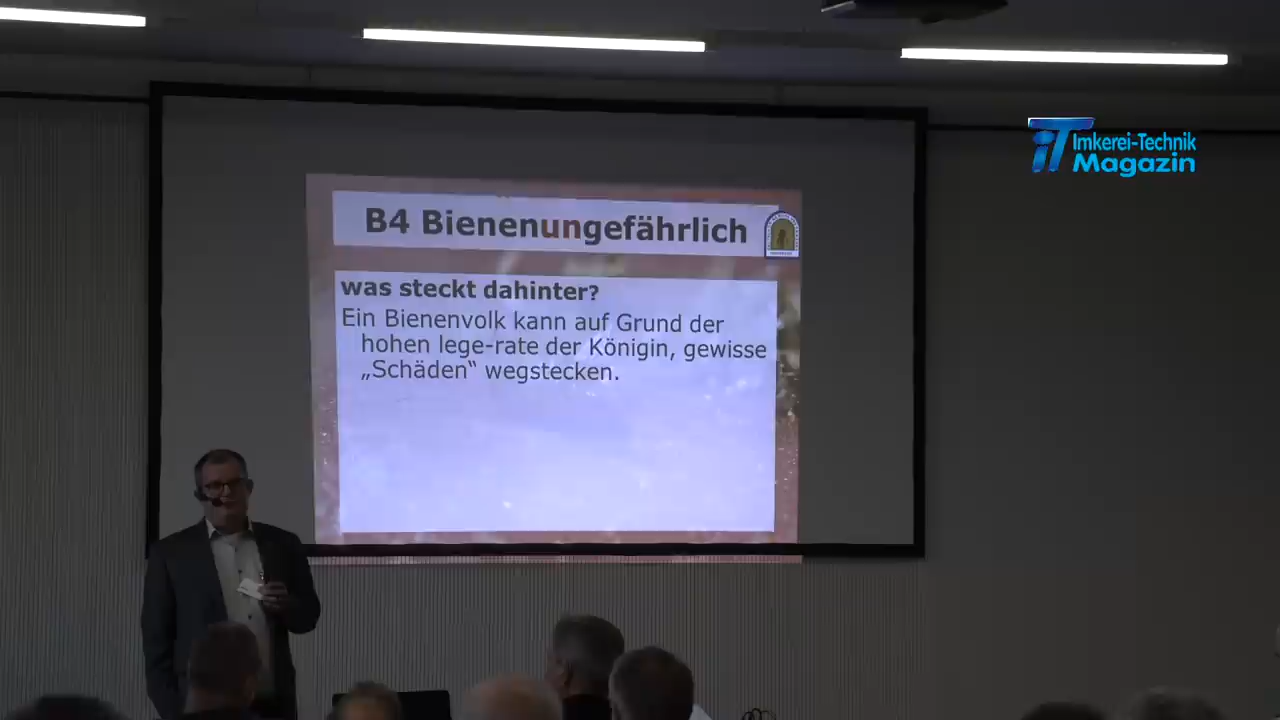 iT Imkerei-Technik
Magazin
B4 Bienenungefährlich
was steckt dahinter?
Ein Bienenvolk kann auf Grund der
hohen lege-rate der Königin, gewisse
„Schäden“ wegstecken.